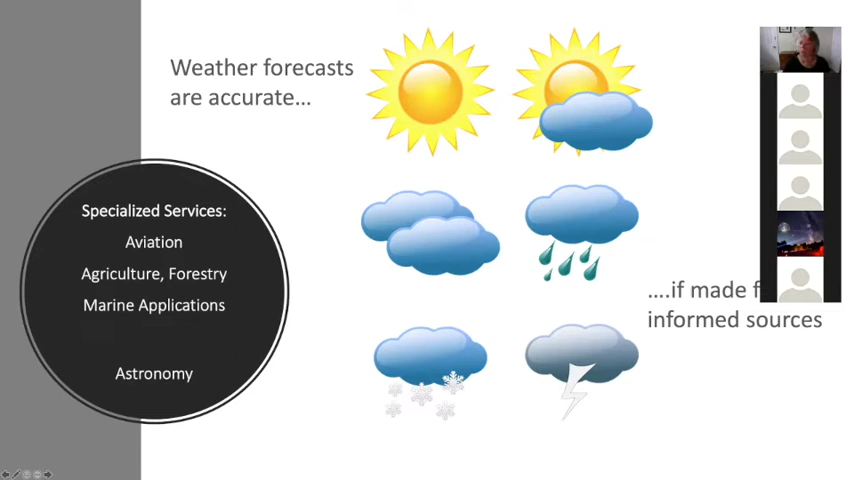 Weather forecasts
are accurate...
Specialized Services:
Aviation
Agriculture, Forestry
Marine Applications
Astronomy
....if made
informed sources